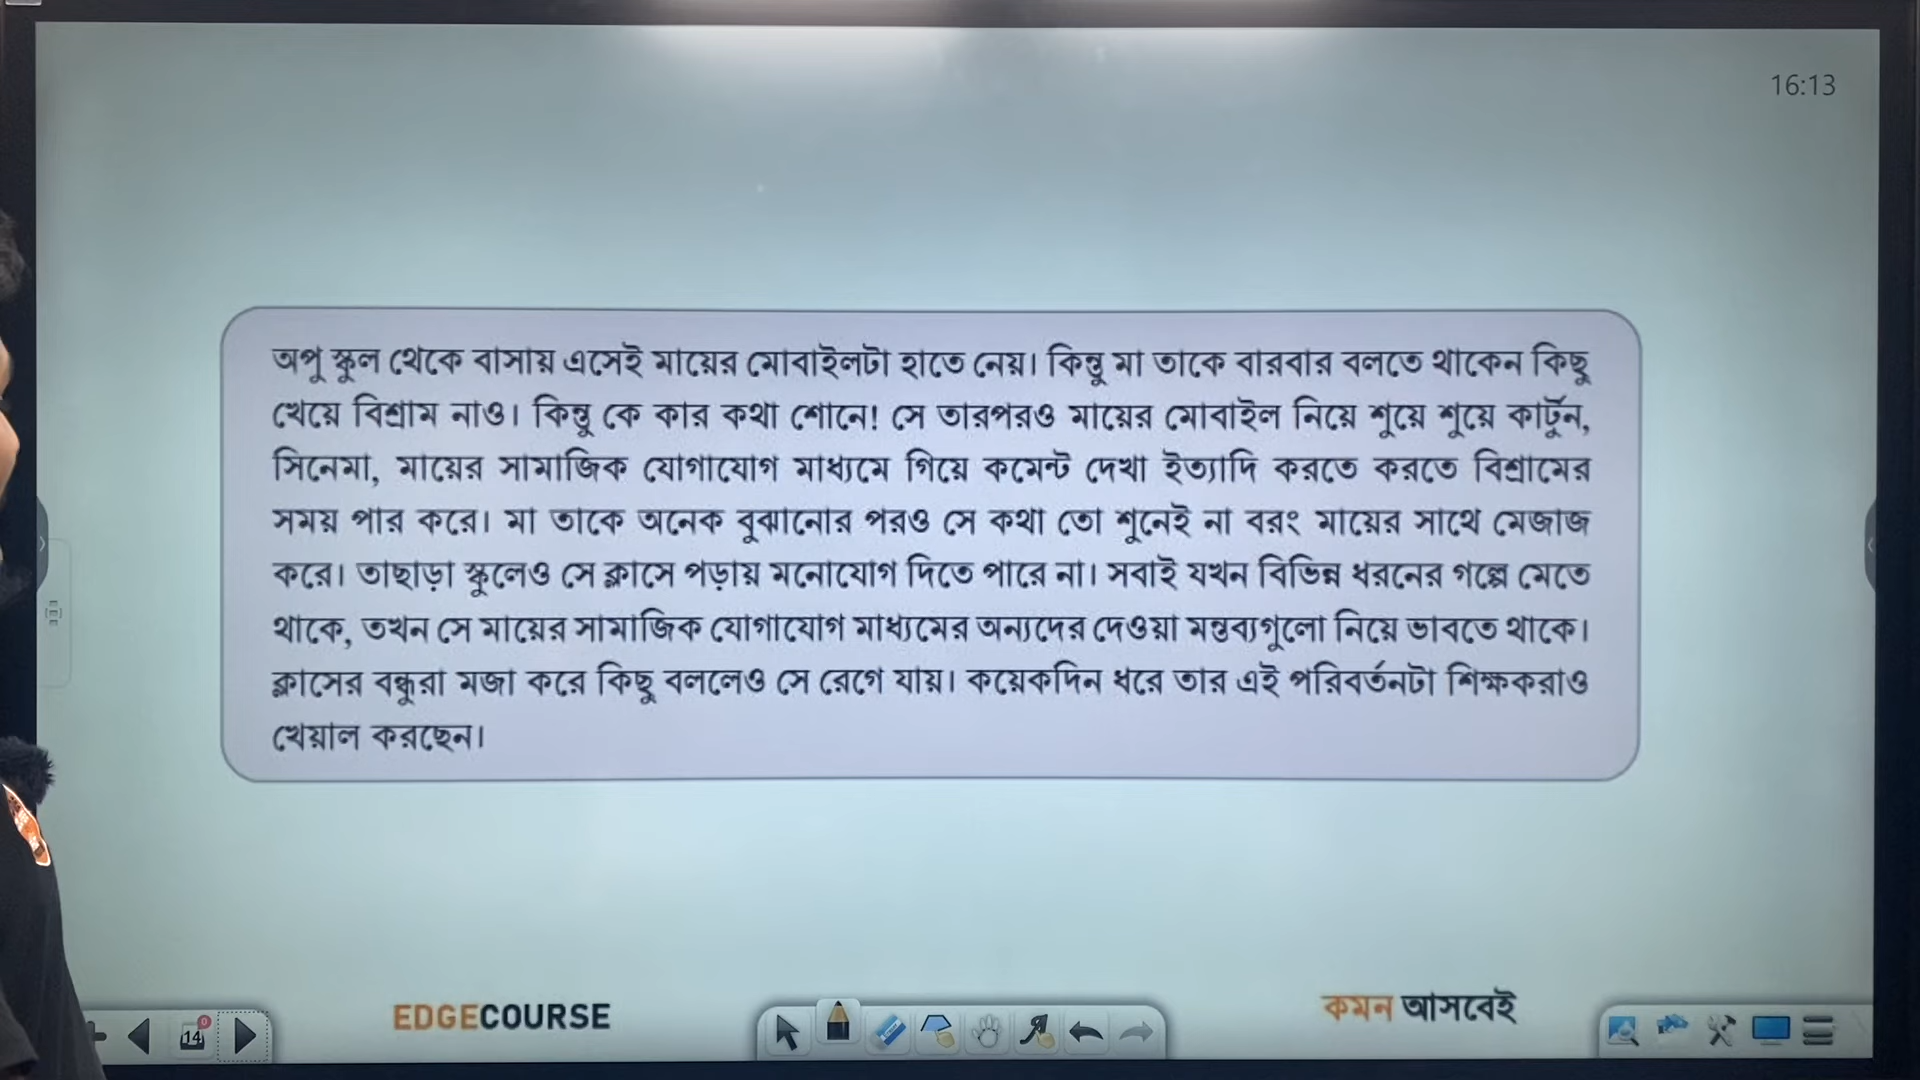 16:13
অপু স্কুল থেকে বাসায় এসেই মায়ের মোবাইলটা হাতে নেয়। কিন্তু মা তাকে বারবার বলতে থাকেন কিছু
খেয়ে বিশ্রাম নাও। কিন্তু কে কার কথা শোনে! সে তারপরও মায়ের মোবাইল নিয়ে শুয়ে শুয়ে কার্টুন,
সিনেমা, মায়ের সামাজিক যোগাযোগ মাধ্যমে গিয়ে কমেন্ট দেখা ইত্যাদি করতে করতে বিশ্রামের
সময় পার করে। মা তাকে অনেক বুঝানোর পরও সে কথা তো শুনেই না বরং মায়ের সাথে মেজাজ
করে। তাছাড়া স্কুলেও সে ক্লাসে পড়ায় মনোযোগ দিতে পারে না। সবাই যখন বিভিন্ন ধরনের গল্পে মেতে
থাকে, তখন সে মায়ের সামাজিক যোগাযোগ মাধ্যমের অন্যদের দেওয়া মন্তব্যগুলো নিয়ে ভাবতে থাকে।
ক্লাসের বন্ধুরা মজা করে কিছু বললেও সে রেগে যায়। কয়েকদিন ধরে তার এই পরিবর্তনটা শিক্ষকরাও
খেয়াল করছেন।
EDGECOURSE
কমন আসবেই
14
0